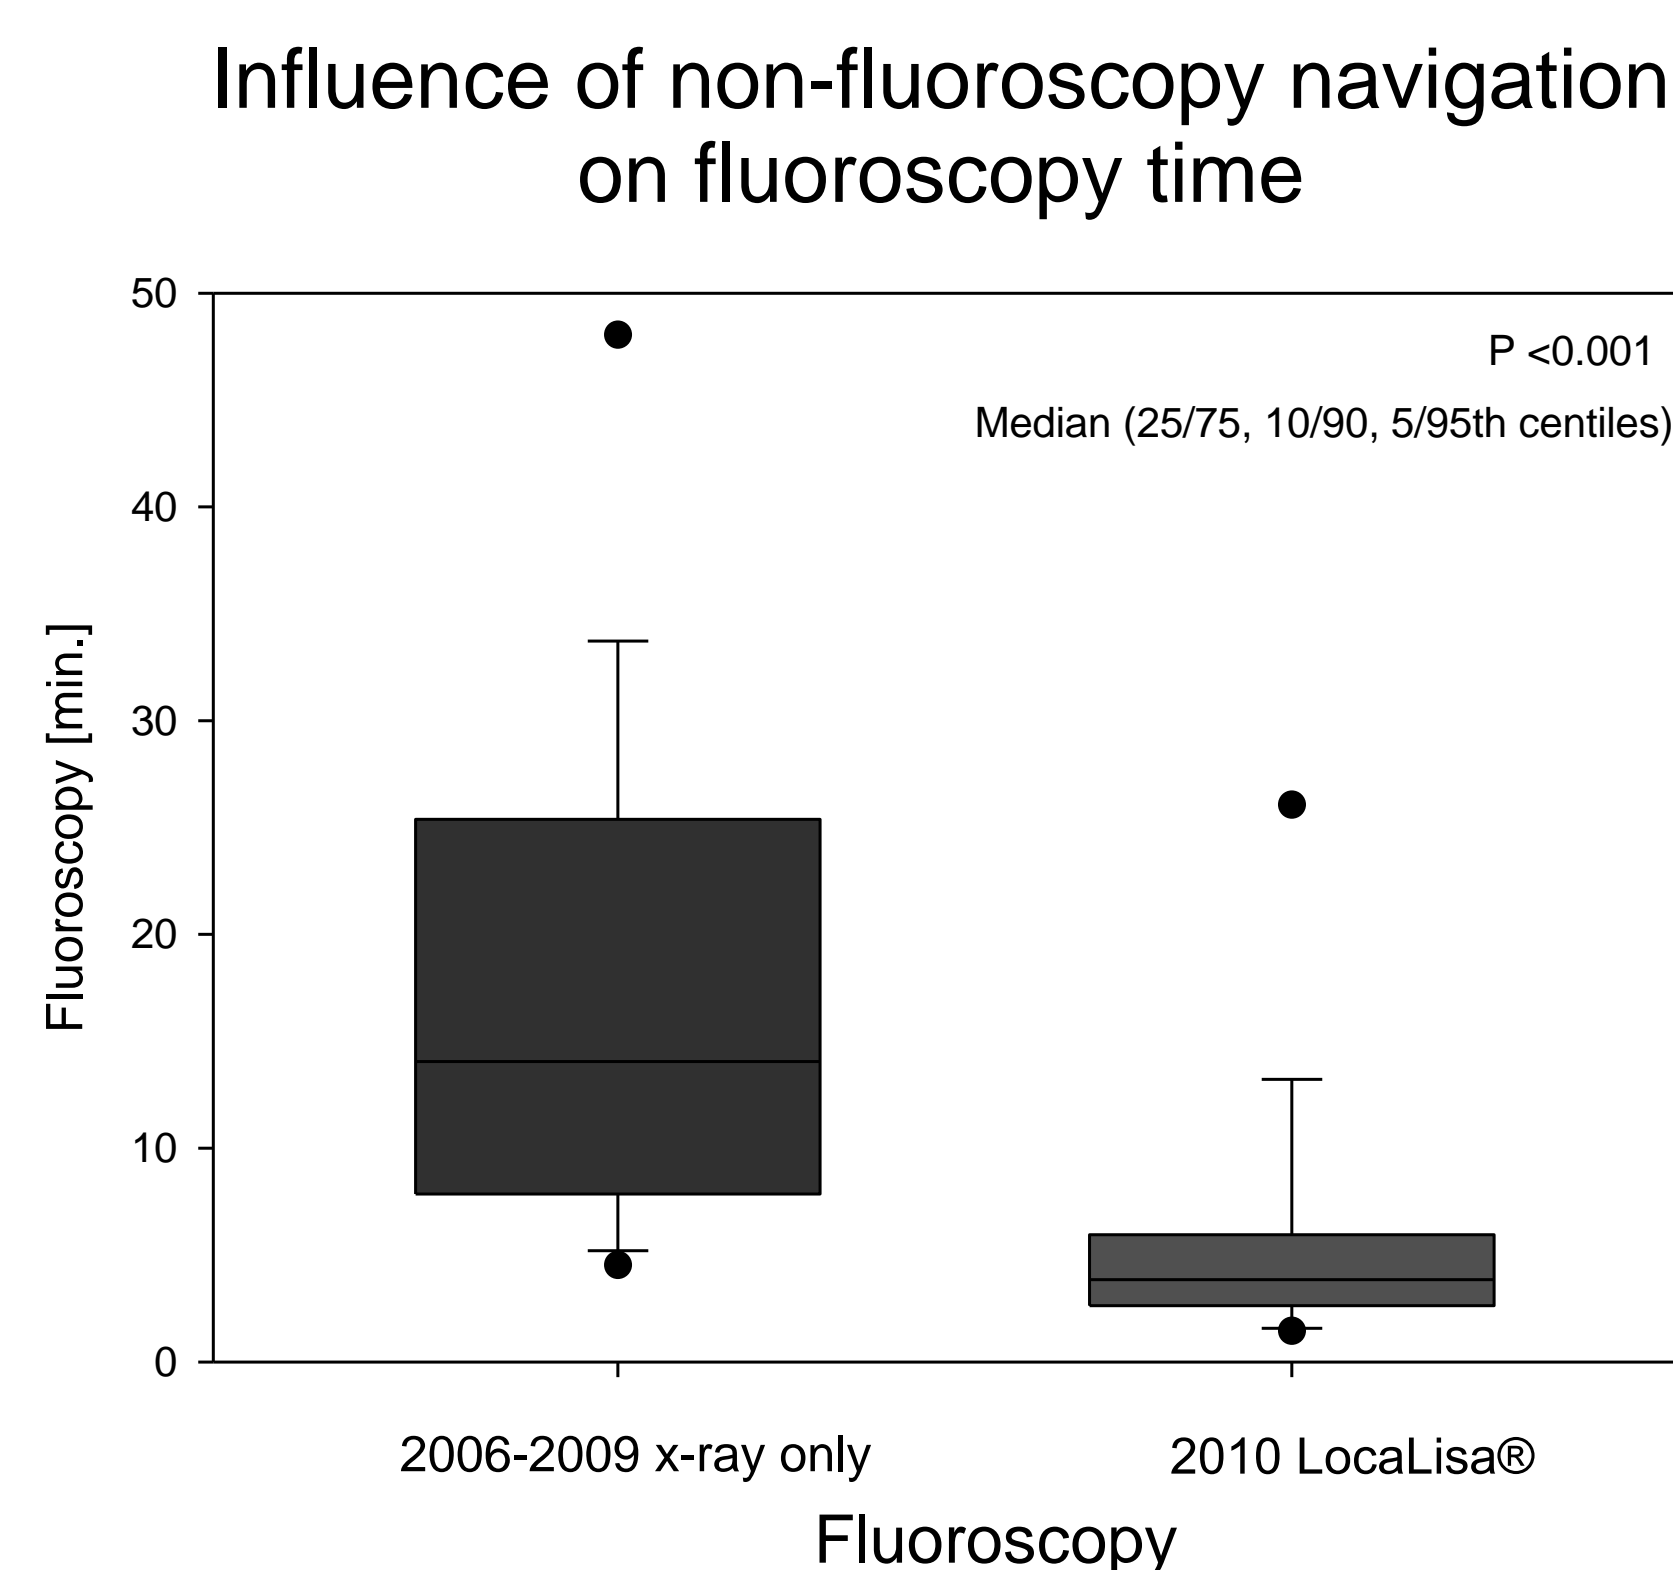 Influence of non-fluoroscopy navigation
on fluoroscopy time
50
P <0.001
Median (25/75, 10/90, 5/95th centiles)
40
30
20
10
0
Fluoroscopy [min.]
2006-2009 x-ray only
2010 LocaLisa®
Fluoroscopy